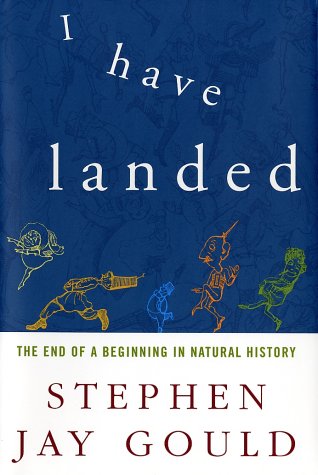 I
have
landed
THE END OF A BEGINNING IN NATURAL HISTORY
STEPHEN
JAY GOULD